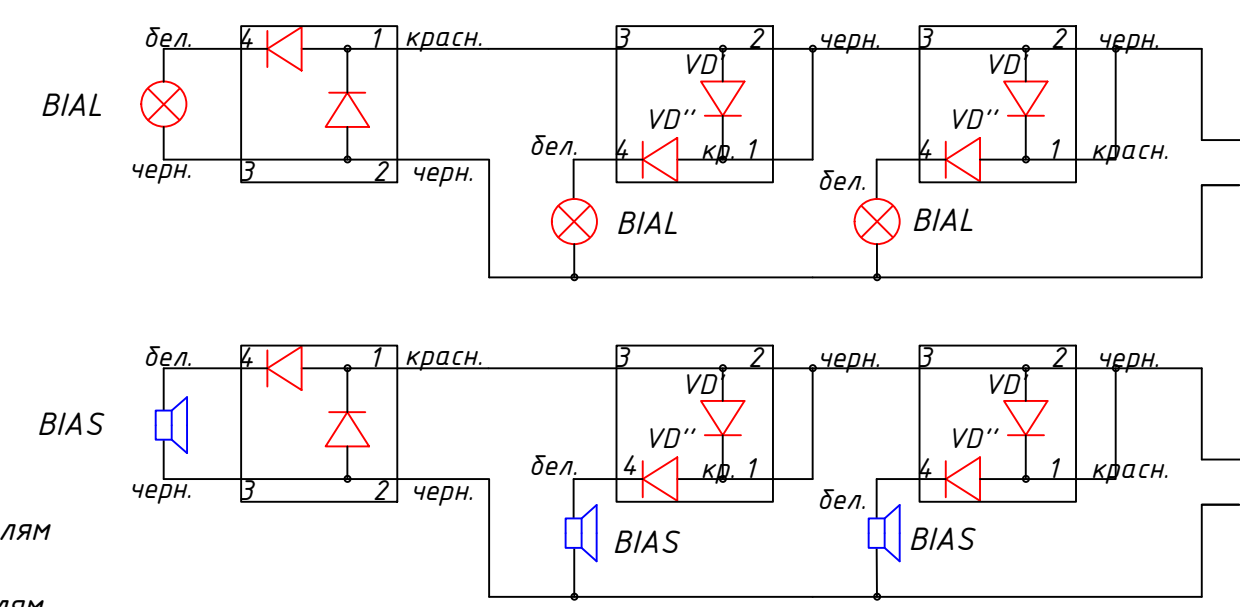 бел. 4 1 красн. 3 2 черн. 3 2 черн.
VD' VD'
BIAL VD'' VD''
бел. 4 кр. 1 4 1 красн.
черн. 3 2 черн. бел.
BIAL BIAL
бел. 4 1 красн. 3 2 черн. 3 2 черн.
VD' VD'
BIAS VD'' VD''
бел. 4 кр. 1 4 1 красн.
черн. 3 2 черн. бел.
лям BIAS BIAS
лям